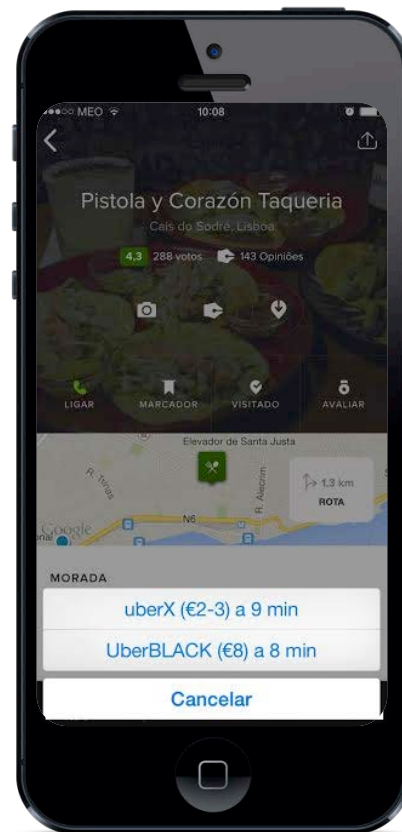 MEO 10:08
Pistola y Corazón Taqueria
Cais do Sodré, Lisboa
4,3 288 votos 143 Opiniões
LIGAR MARCADOR VISITADO AVALIAR
Elevador de Santa Justa
R. Trinas
R. Alecrim
1,3 km
ROTA
N6
Google
MORADA
uberX (€2-3) a 9 min
UberBLACK (€8) a 8 min
Cancelar